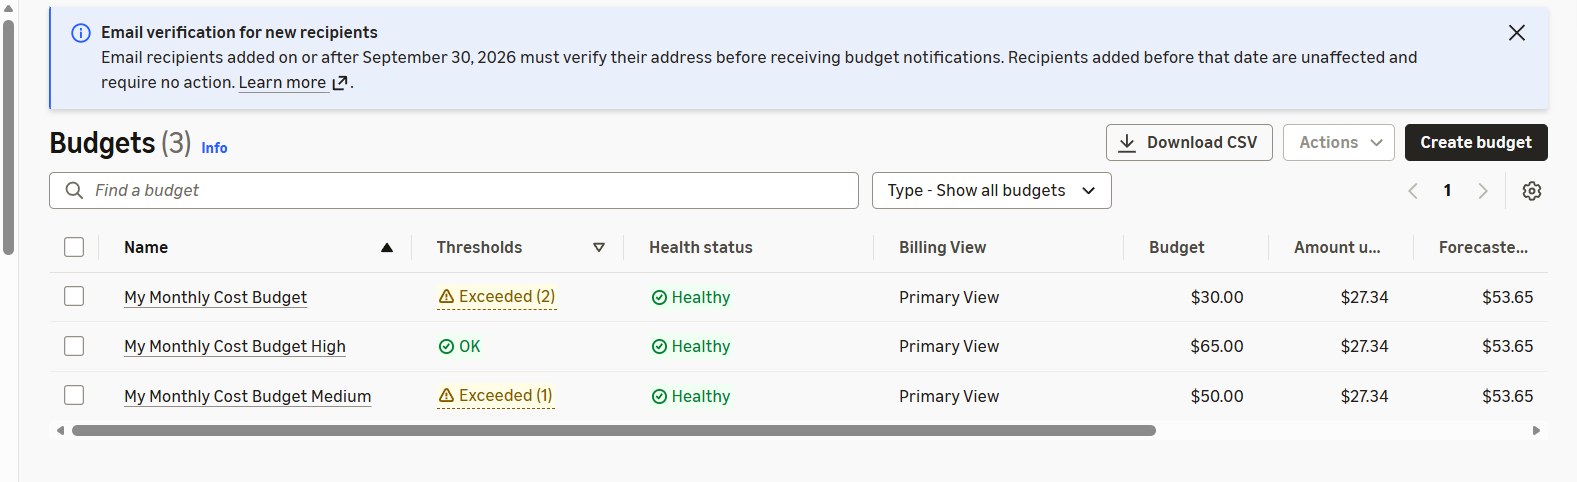 Email verification for new recipients
Email recipients added on or after September 30, 2026 must verify their address before receiving budget notifications. Recipients added before that date are unaffected and
require no action. Learn more .
Budgets (3) Info
Download CSV
Actions
Create budget
Find a budget
Type - Show all budgets
1
Name Thresholds Health status Billing View Budget Amount u... Forecaste...
My Monthly Cost Budget Exceeded (2) Healthy Primary View $30.00 $27.34 $53.65
My Monthly Cost Budget High OK Healthy Primary View $65.00 $27.34 $53.65
My Monthly Cost Budget Medium Exceeded (1) Healthy Primary View $50.00 $27.34 $53.65